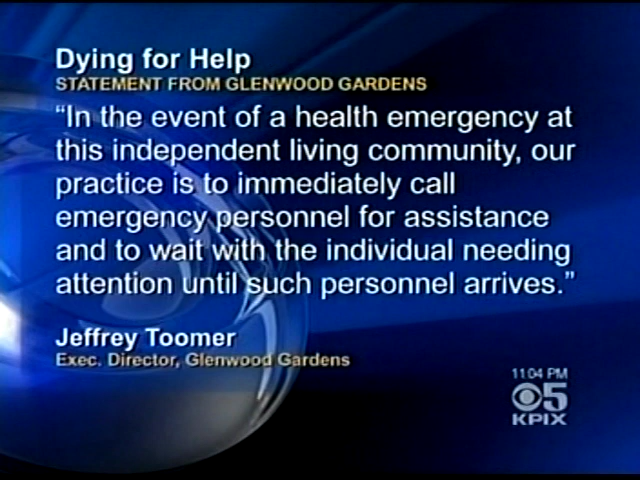 Dying for Help
STATEMENT FROM GLENWOOD GARDENS
“In the event of a health emergency at
this independent living community, our
practice is to immediately call
emergency personnel for assistance
and to wait with the individual needing
attention until such personnel arrives.”
Jeffrey Toomer
Exec. Director, Glenwood Gardens
11:04 PM
5
KPIX